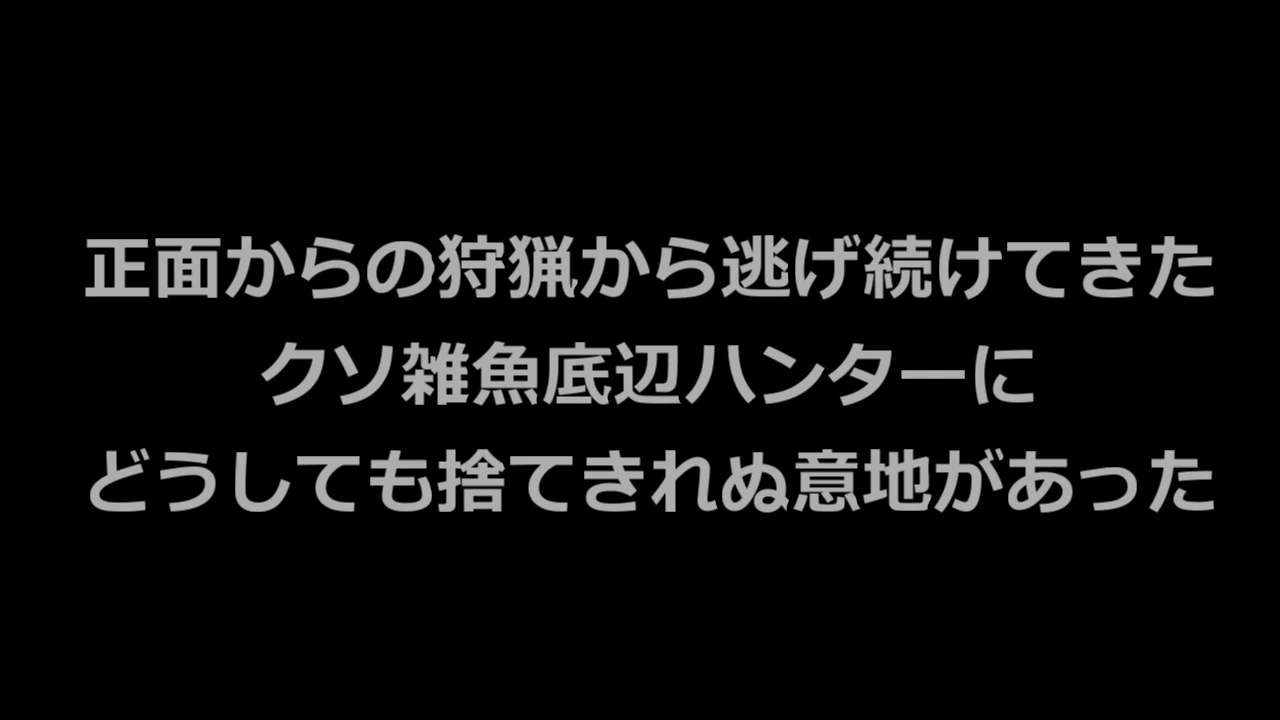 正面からの狩猟から逃げ続けてきた
クソ雑魚底辺ハンターに
どうしても捨てきれぬ意地があった